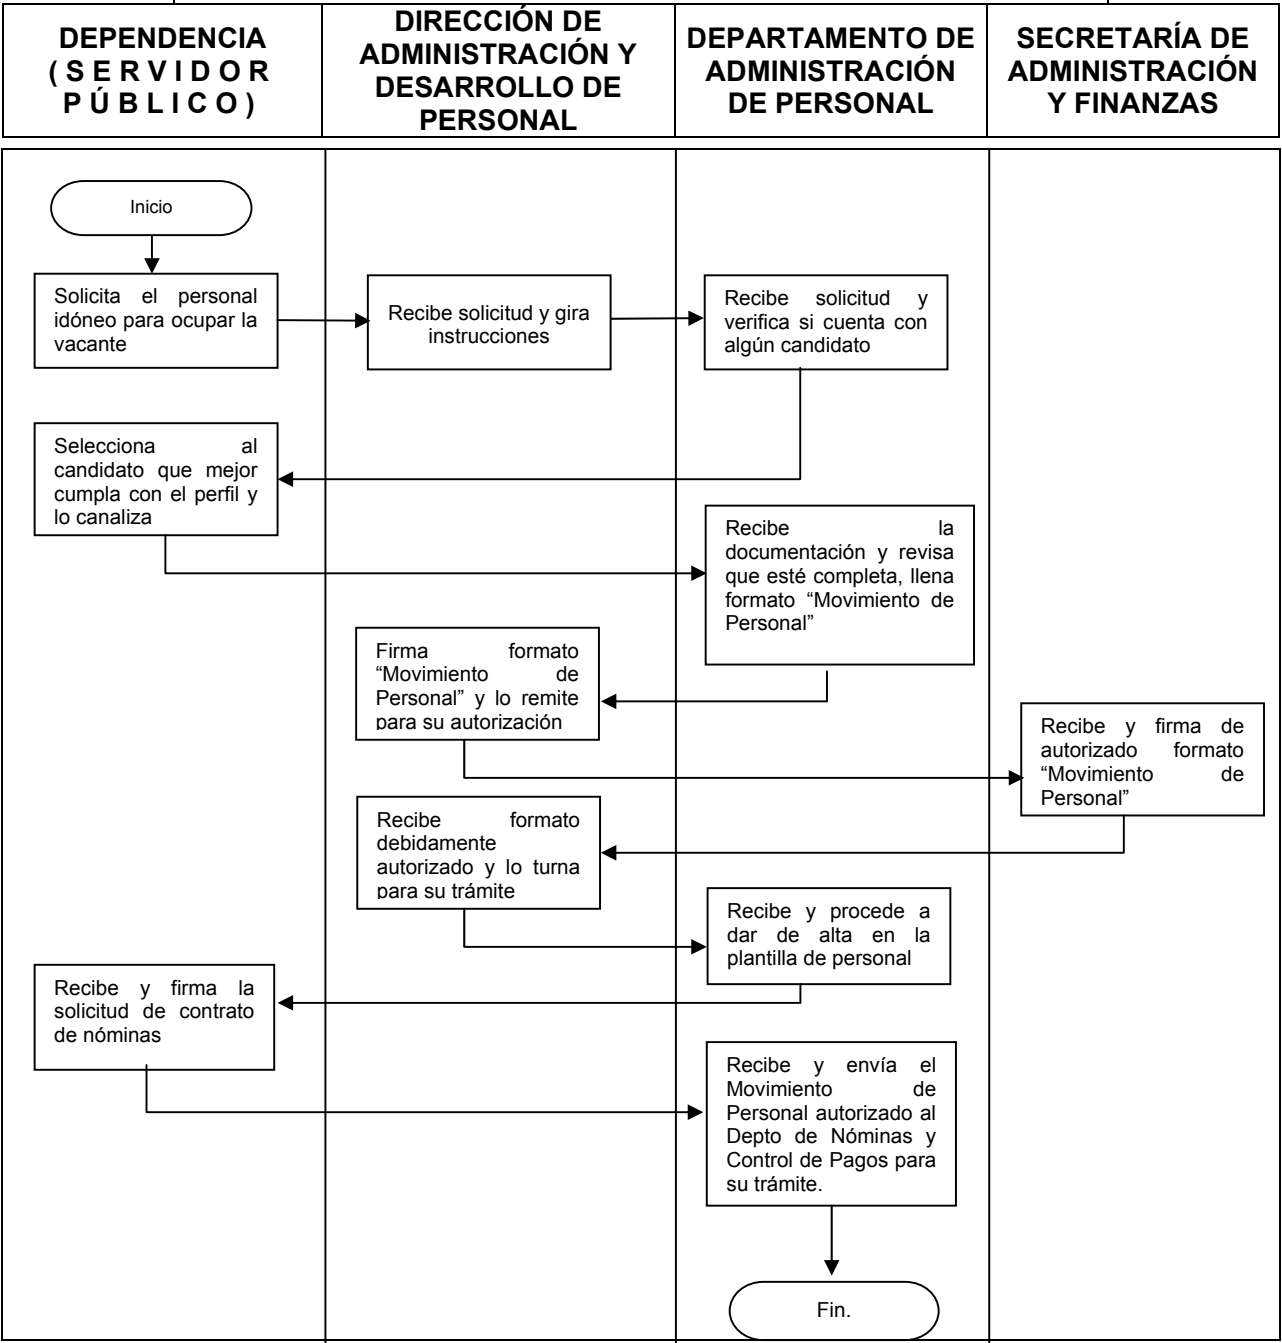 DEPENDENCIA
( S E R V I D O R
P Ú B L I C O )
DIRECCIÓN DE
ADMINISTRACIÓN Y
DESARROLLO DE
PERSONAL
DEPARTAMENTO DE
ADMINISTRACIÓN
DE PERSONAL
SECRETARÍA DE
ADMINISTRACIÓN
Y FINANZAS
Inicio
Solicita el personal
idóneo para ocupar la
vacante
Recibe solicitud y gira
instrucciones
Recibe solicitud y
verifica si cuenta con
algún candidato
Selecciona al
candidato que mejor
cumpla con el perfil y
lo canaliza
Recibe la
documentación y revisa
que esté completa, llena
formato “Movimiento de
Personal”
Firma formato
“Movimiento de
Personal” y lo remite
para su autorización
Recibe y firma de
autorizado formato
“Movimiento de
Personal”
Recibe formato
debidamente
autorizado y lo turna
para su trámite
Recibe y procede a
dar de alta en la
plantilla de personal
Recibe y firma la
solicitud de contrato
de nóminas
Recibe y envía el
Movimiento de
Personal autorizado al
Depto de Nóminas y
Control de Pagos para
su trámite.
Fin.